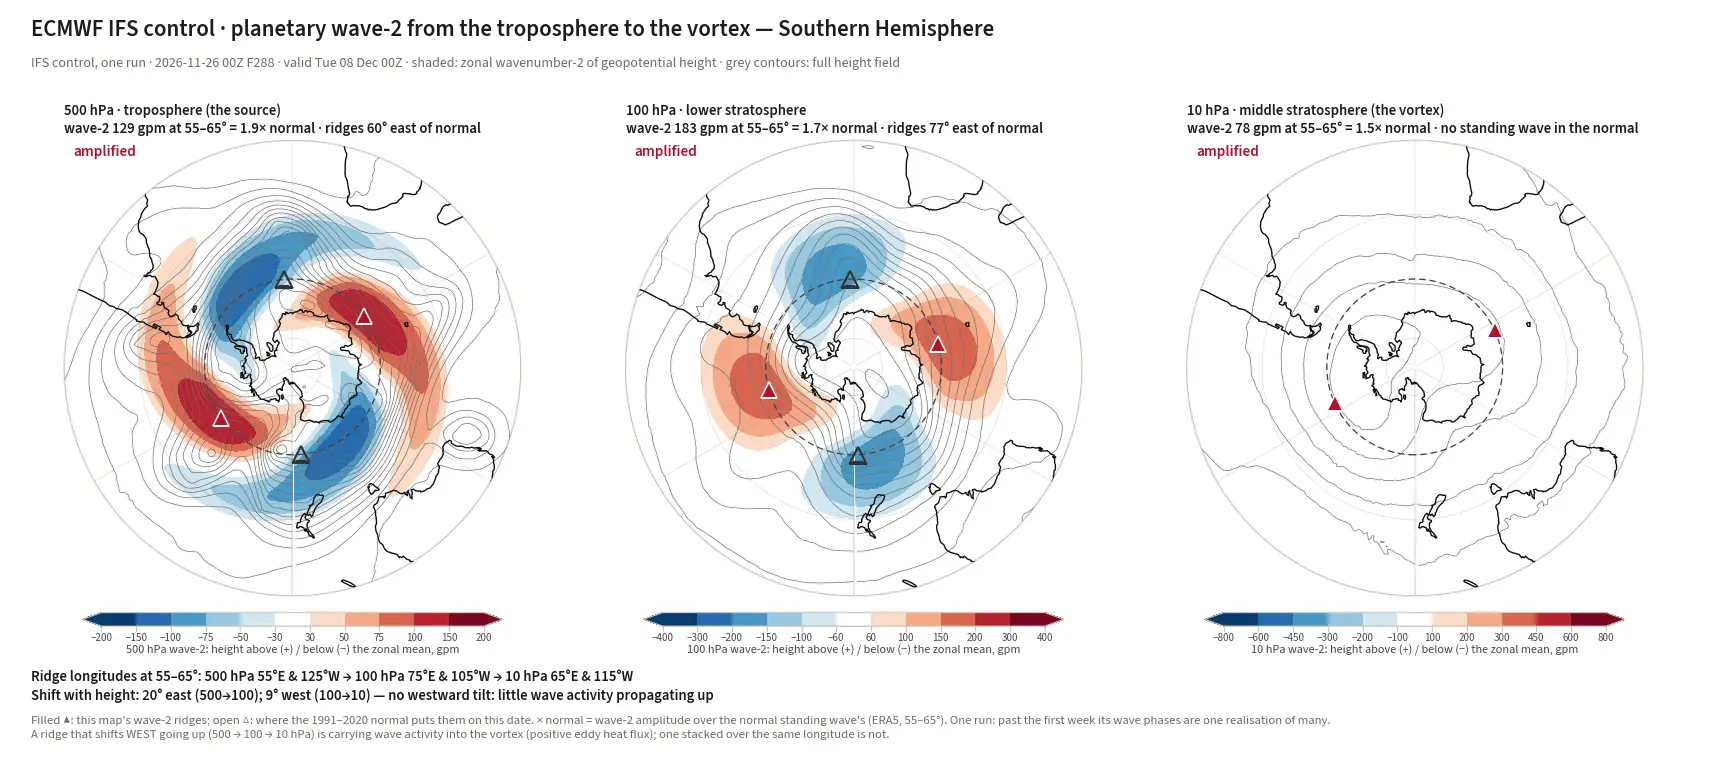 ECMWF IFS control · planetary wave-2 from the troposphere to the vortex — Southern Hemisphere
IFS control, one run · 2026-11-26 00Z F288 · valid Tue 08 Dec 00Z · shaded: zonal wavenumber-2 of geopotential height · grey contours: full height field
500 hPa · troposphere (the source)
wave-2 129 gpm at 55–65° = 1.9× normal · ridges 60° east of normal
amplified
100 hPa · lower stratosphere
wave-2 183 gpm at 55–65° = 1.7× normal · ridges 77° east of normal
amplified
10 hPa · middle stratosphere (the vortex)
wave-2 78 gpm at 55–65° = 1.5× normal · no standing wave in the normal
amplified
−200 −150 −100 −75 −50 −30 30 50 75 100 150 200
500 hPa wave-2: height above (+) / below (−) the zonal mean, gpm
−400 −300 −200 −150 −100 −60 60 100 150 200 300 400
100 hPa wave-2: height above (+) / below (−) the zonal mean, gpm
−800 −600 −450 −300 −200 −100 100 200 300 450 600 800
10 hPa wave-2: height above (+) / below (−) the zonal mean, gpm
Ridge longitudes at 55–65°: 500 hPa 55°E & 125°W → 100 hPa 75°E & 105°W → 10 hPa 65°E & 115°W
Shift with height: 20° east (500→100); 9° west (100→10) — no westward tilt: little wave activity propagating up
Filled ▲: this map's wave-2 ridges; open △: where the 1991–2020 normal puts them on this date. × normal = wave-2 amplitude over the normal standing wave's (ERA5, 55–65°). One run: past the first week its wave phases are one realisation of many.
A ridge that shifts WEST going up (500 → 100 → 10 hPa) is carrying wave activity into the vortex (positive eddy heat flux); one stacked over the same longitude is not.